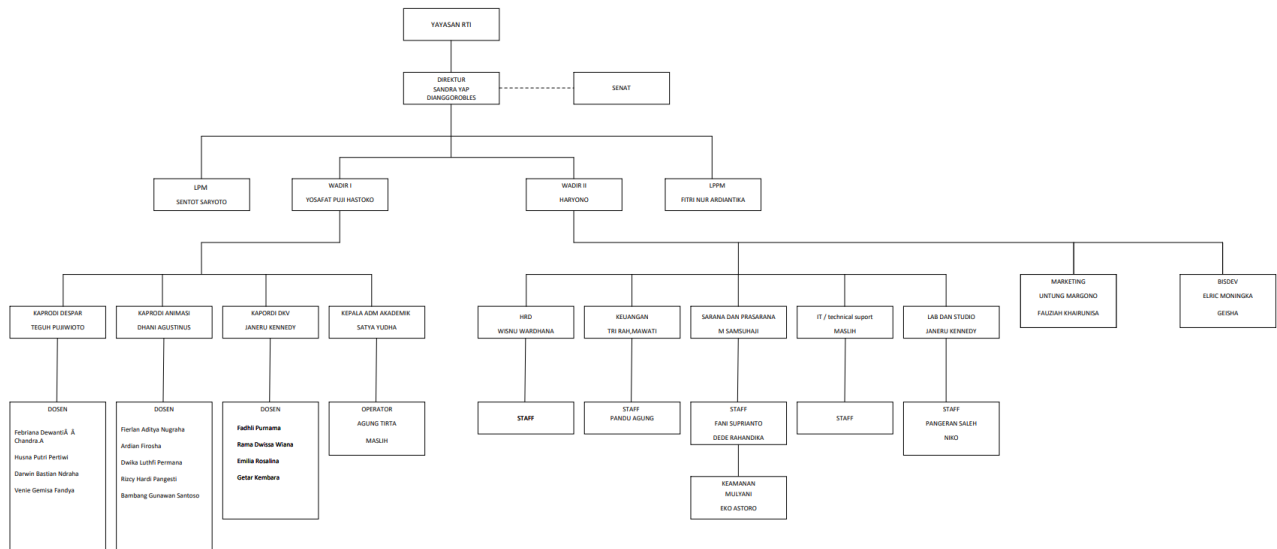 YAYASAN RTI
DIREKTUR
SANDRA YAP
DIANGGOROBLES
SENAT
LPM
SENTOT SARYOTO
WADIR I
YOSAFAT PUJI HASTOKO
WADIR II
HARYONO
LPPM
FITRI NUR ARDIANTIKA
KAPRODI DESPAR
TEGUH PUJIWIOTO
KAPRODI ANIMASI
DHANI AGUSTINUS
KAPORDI DKV
JANERU KENNEDY
KEPALA ADM AKADEMIK
SATYA YUDHA
HRD
WISNU WARDHANA
KEUANGAN
TRI RAH,MAWATI
SARANA DAN PRASARANA
M SAMSUHAJI
IT / technical suport
MASLIH
LAB DAN STUDIO
JANERU KENNEDY
MARKETING
UNTUNG MARGONO
FAUZIAH KHAIRUNISA
BISDEV
ELRIC MONINGKA
GEISHA
DOSEN
Febriana DewantiÂ Â
Chandra.A
Husna Putri Pertiwi
Darwin Bastian Ndraha
Venie Gemisa Fandya
DOSEN
Fierlan Aditya Nugraha
Ardian Firosha
Dwika Luthfi Permana
Rizcy Hardi Pangesti
Bambang Gunawan Santoso
DOSEN
Fadhli Purnama
Rama Dwissa Wiana
Emilia Rosalina
Getar Kembara
OPERATOR
AGUNG TIRTA
MASLIH
STAFF
STAFF
PANDU AGUNG
STAFF
FANI SUPRIANTO
DEDE RAHANDIKA
STAFF
STAFF
PANGERAN SALEH
NIKO
KEAMANAN
MULYANI
EKO ASTORO